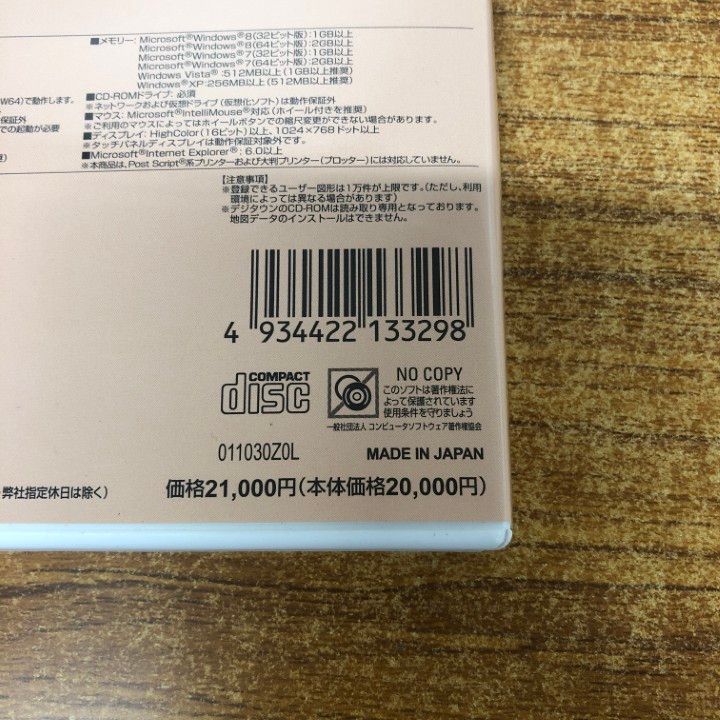 ■メモリー: Microsoft®Windows®8(32ビット版):1GB以上
Microsoft®Windows®8(64ビット版):2GB以上
Microsoft®Windows®7(32ビット版):1GB以上
Microsoft®Windows®7(64ビット版):2GB以上
Windows Vista®:512MB以上(1GB以上推奨)
Windows®XP:256MB以上(512MB以上推奨)
W64)で動作します。
■CD-ROMドライブ: 必須
※ネットワークおよび仮想ドライブ(仮想化ソフト)は動作保証外
■マウス: Microsoft®IntelliMouse®対応(ホイール付きを推奨)
保証外
※ご利用のマウスによってはホイールボタンでの縮尺変更ができない場合があります。
での起動が必要
■ディスプレイ: HighColor(16ビット)以上、1024×768ドット以上
※タッチパネルディスプレイは動作保証対象外です。
■Microsoft®Internet Explorer®: 6.0以上
※本商品は、Post Script®系プリンターおよび大判プリンター(プロッター)には対応していません。
【注意事項】
※登録できるユーザー図形は1万件が上限です。(ただし、利用
環境によっては異なる場合があります)
※デジタウンのCD-ROMは読み取り専用となっております。
地図データのインストールはできません。
4 934422 133298
COMPACT
disc
NO COPY
このソフトは著作権法に
よって保護されています
使用条件を守りましょう
一般社団法人 コンピュータソフトウェア著作権協会
011030Z0L
MADE IN JAPAN
弊社指定休日は除く)
価格21,000円(本体価格20,000円)